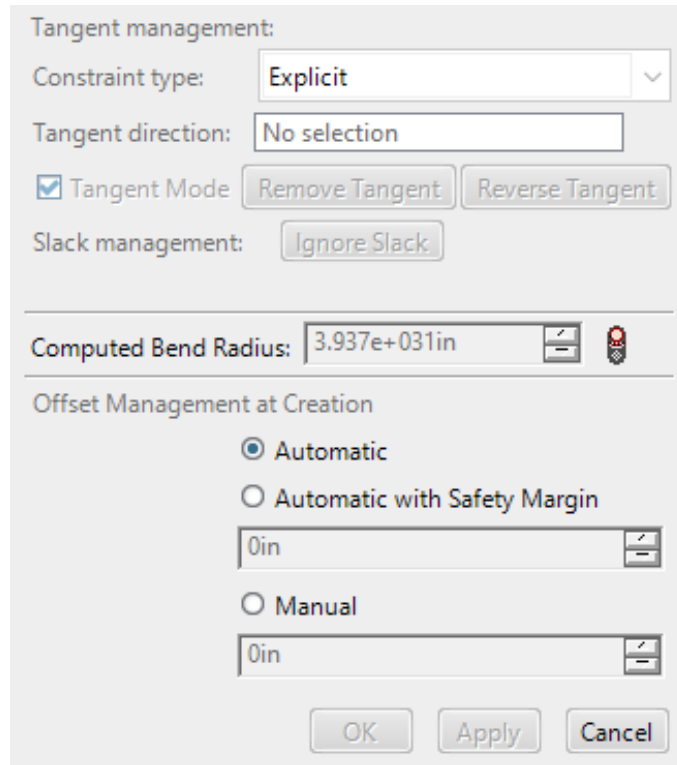 Tangent management:
Constraint type: Explicit
Tangent direction: No selection
Tangent Mode Remove Tangent Reverse Tangent
Slack management: Ignore Slack
Computed Bend Radius: 3.937e+031in
Offset Management at Creation
Automatic
Automatic with Safety Margin
0in
Manual
0in
OK Apply Cancel